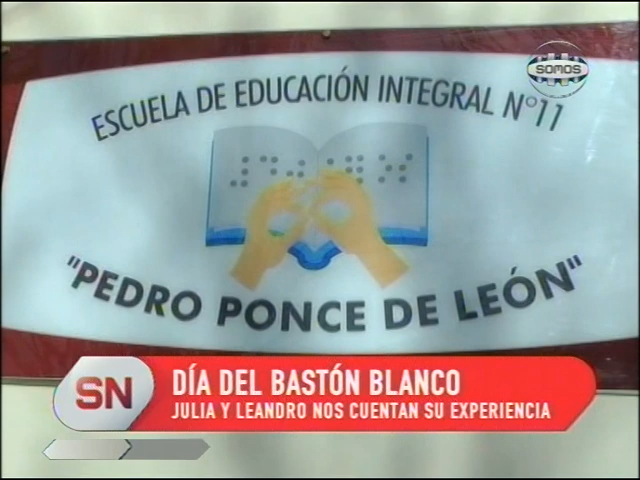 SOMOS
ESCUELA DE EDUCACIÓN INTEGRAL Nº11
"PEDRO PONCE DE LEÓN"
SN
DÍA DEL BASTÓN BLANCO
JULIA Y LEANDRO NOS CUENTAN SU EXPERIENCIA